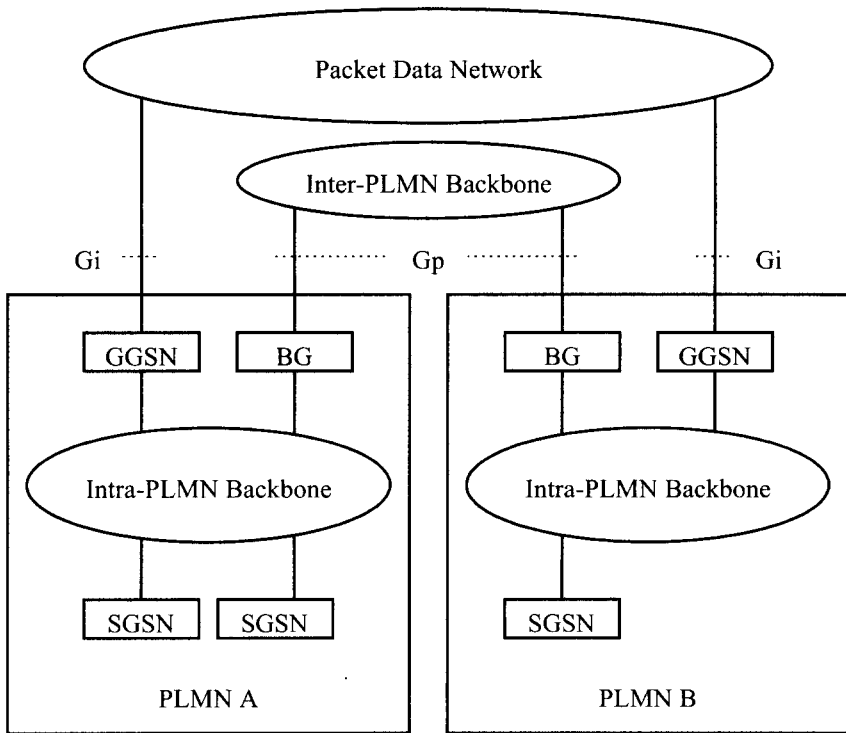 Packet Data Network
Inter-PLMN Backbone
Gi
Gp
Gi
GGSN
BG
BG
GGSN
Intra-PLMN Backbone
Intra-PLMN Backbone
SGSN
SGSN
SGSN
PLMN A
PLMN B